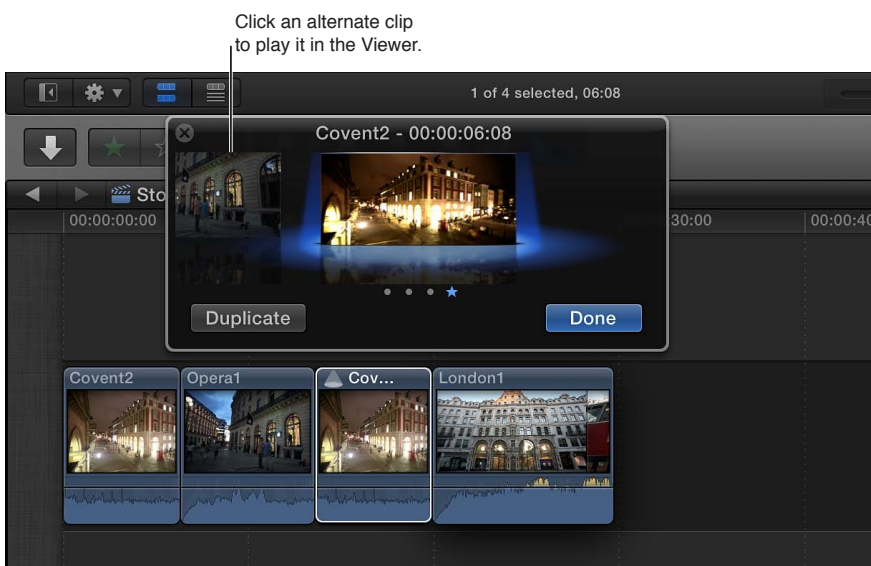 Click an alternate clip
to play it in the Viewer.
1 of 4 selected, 06:08
Covent2 - 00:00:06:08
Sto
00:00:00:00
30:00
00:00:40
Duplicate
Done
Covent2
Opera1
Cov...
London1